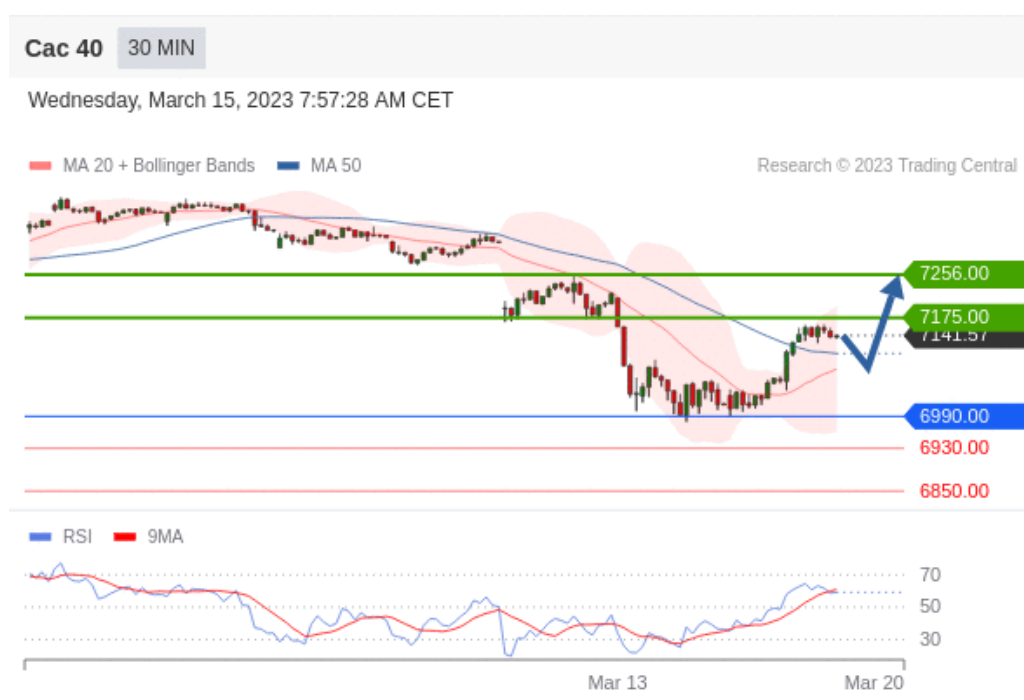 Cac 40 30 MIN
Wednesday, March 15, 2023 7:57:28 AM CET
MA 20 + Bollinger Bands MA 50 Research © 2023 Trading Central
7256.00
7175.00
7141.57
6990.00
6930.00
6850.00
RSI 9MA
70
50
30
Mar 13 Mar 20